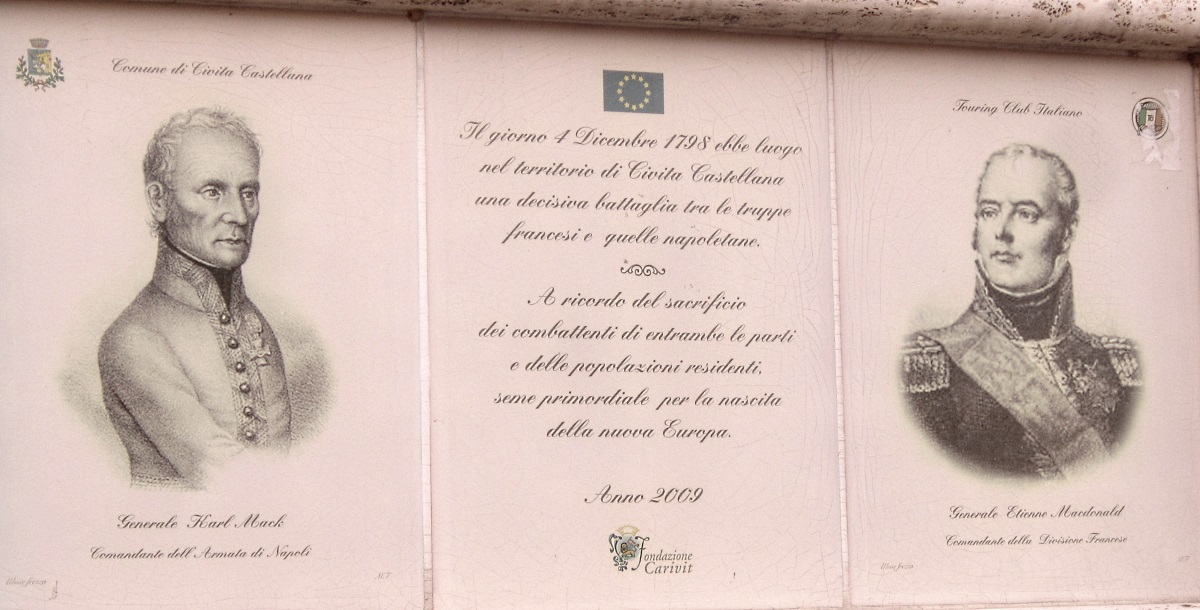 Comune di Civita Castellana
Generale Karl Mack
Comandante dell'Armata di Napoli
Il giorno 4 Dicembre 1798 ebbe luogo
nel territorio di Civita Castellana
una decisiva battaglia tra le truppe
francesi e quelle napoletane.
A ricordo del sacrificio
dei combattenti di entrambe le parti
e delle popolazioni residenti,
seme primordiale per la nascita
della nuova Europa.
Anno 2009
Fondazione
Carivit
Touring Club Italiano
Generale Etienne Macdonald
Comandante della Divisione Francese